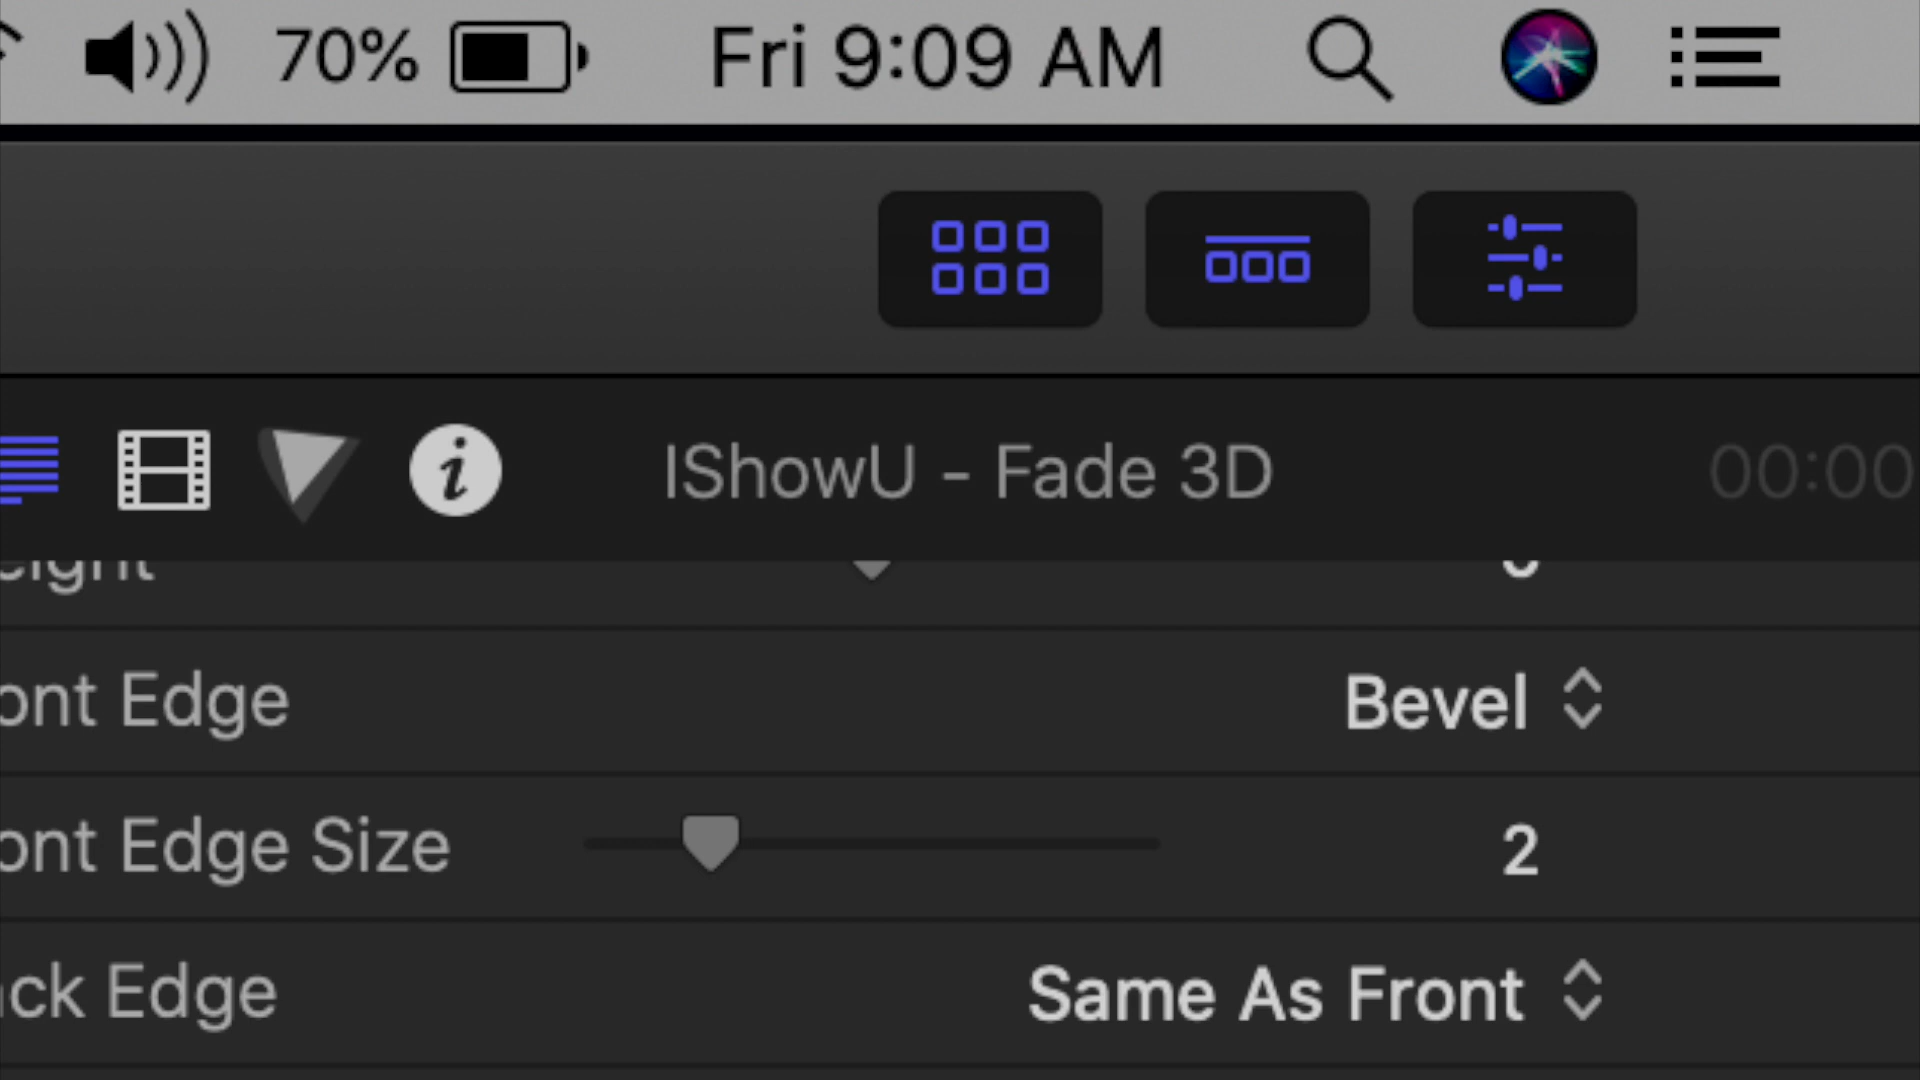 70% Fri 9:09 AM
IShowU - Fade 3D 00:00
ont Edge Bevel
ont Edge Size 2
ck Edge Same As Front